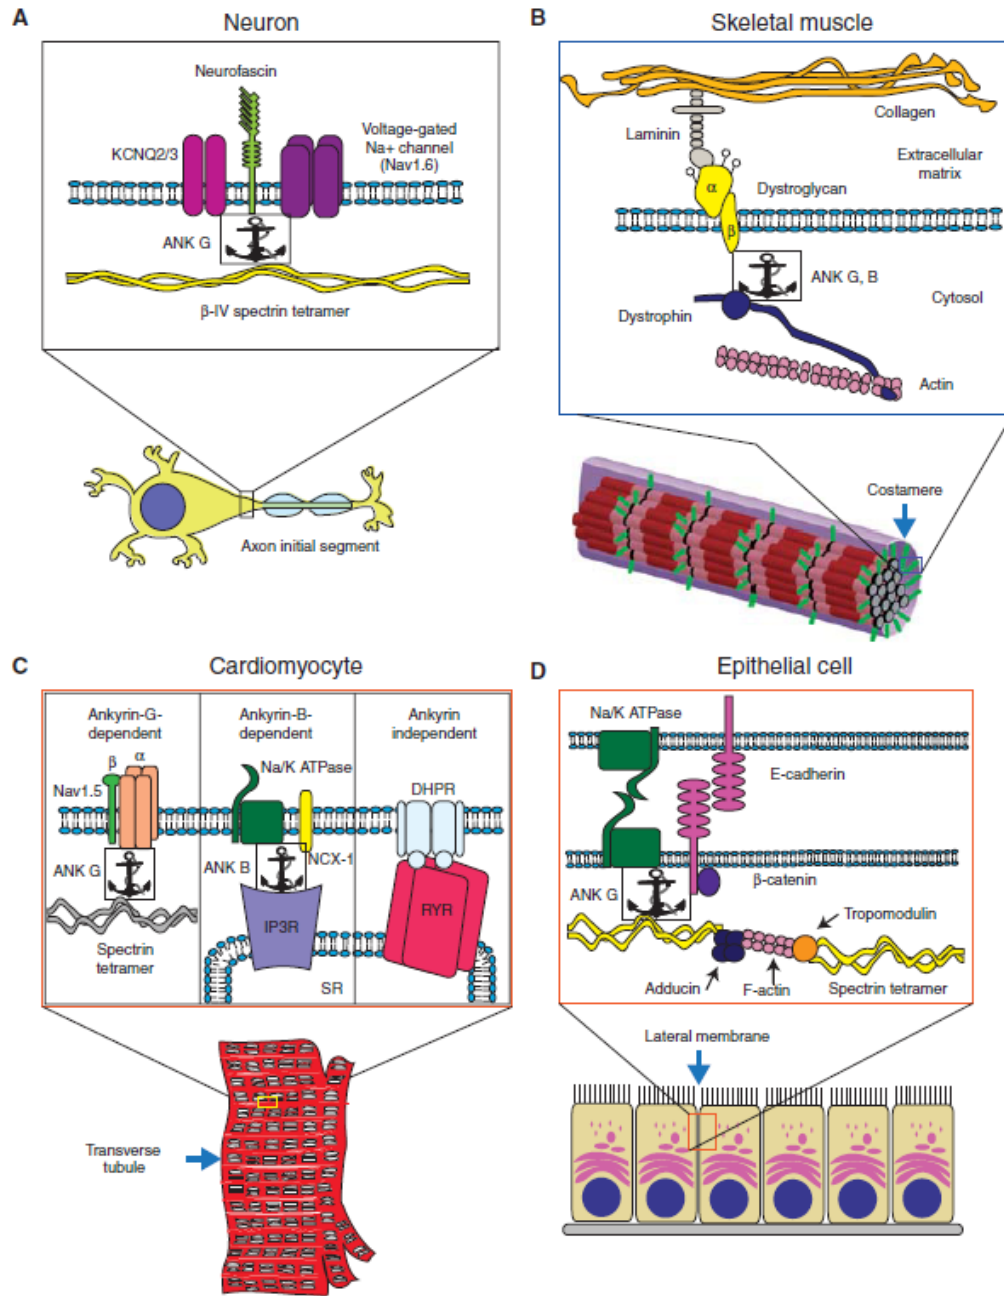 A
Neuron
Neurofascin
KCNQ2/3
Voltage-gated
Na+ channel
(Nav1.6)
ANK G
β-IV spectrin tetramer
Axon initial segment
B
Skeletal muscle
Collagen
Laminin
Extracellular
matrix
α
Dystroglycan
β
ANK G, B
Cytosol
Dystrophin
Actin
Costamere
C
Cardiomyocyte
Ankyrin-G-
dependent
Ankyrin-B-
dependent
Ankyrin
independent
β
α
Nav1.5
Na/K ATPase
DHPR
ANK G
ANK B
NCX-1
IP3R
RYR
Spectrin
tetramer
SR
Transverse
tubule
D
Epithelial cell
Na/K ATPase
E-cadherin
ANK G
β-catenin
Tropomodulin
Adducin
F-actin
Spectrin tetramer
Lateral membrane